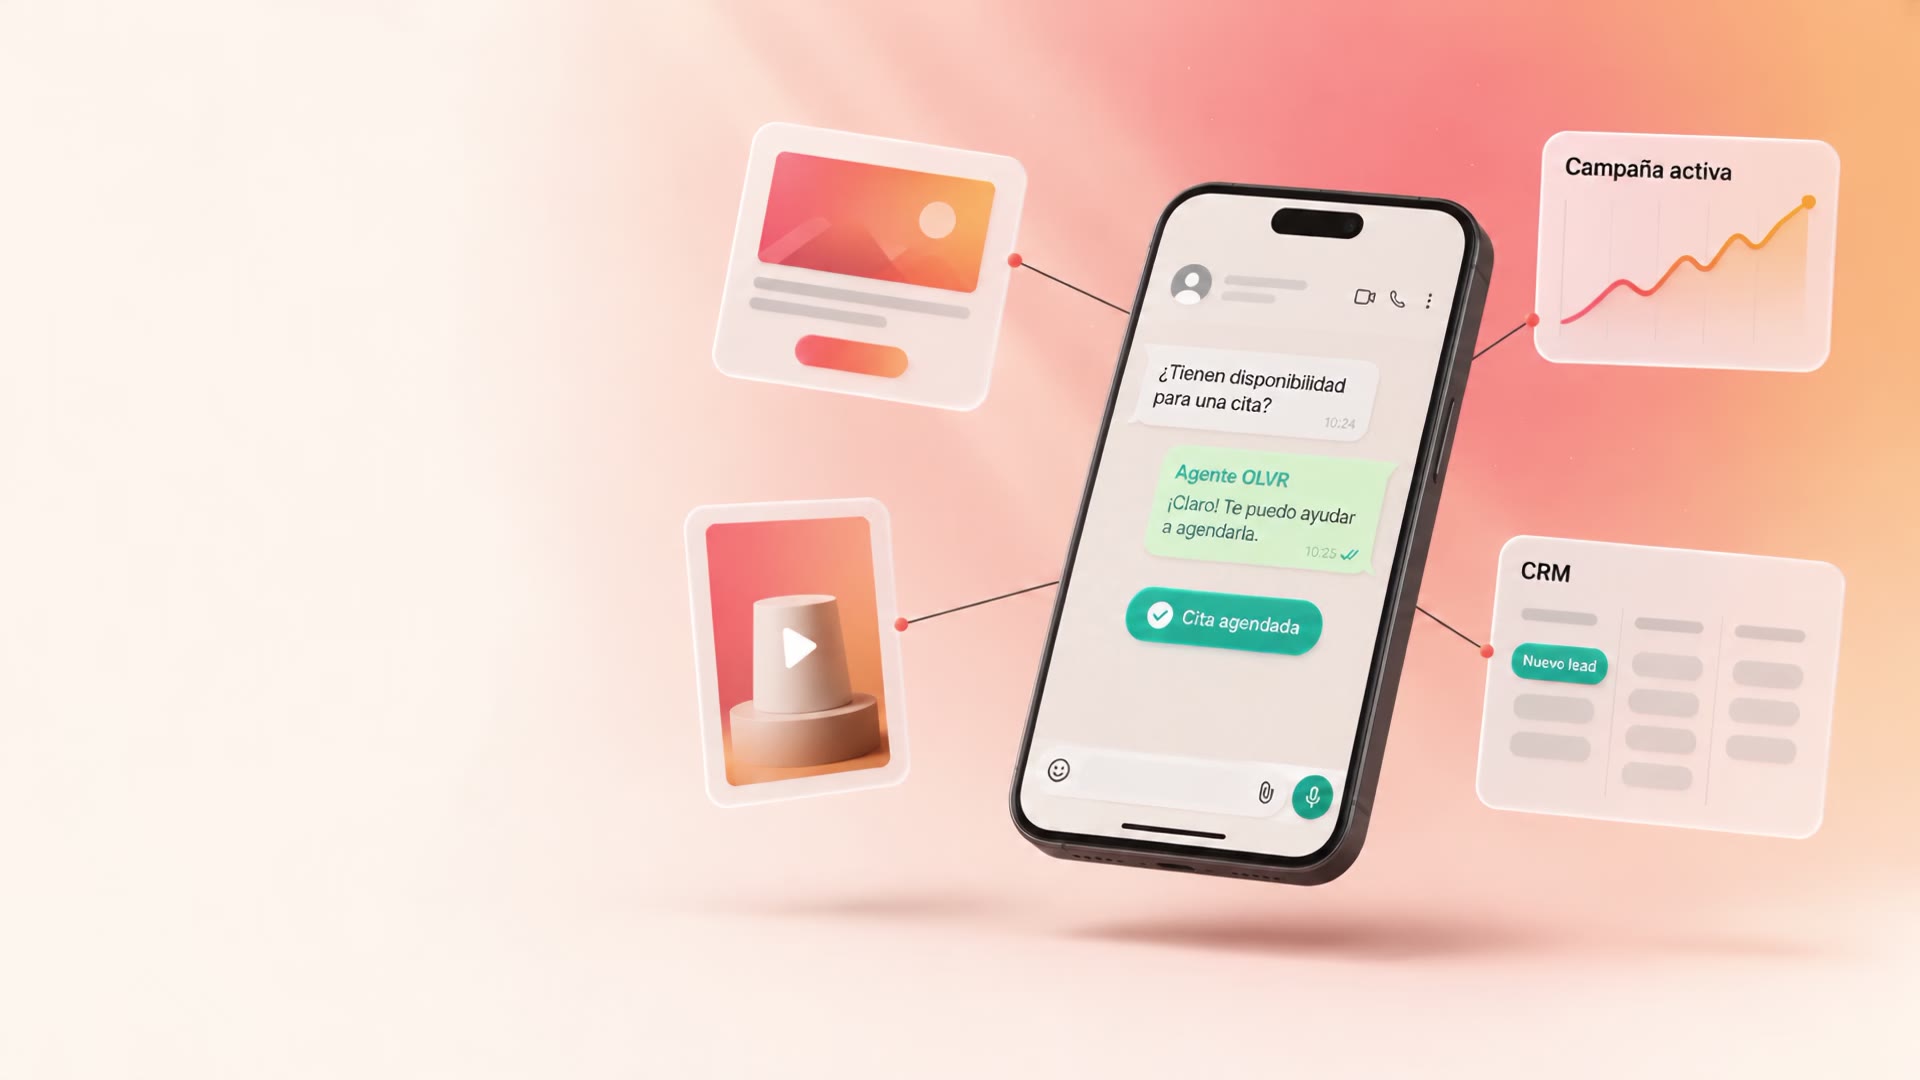 Campaña activa
¿Tienen disponibilidad
para una cita?
10:24
Agente OLVR
¡Claro! Te puedo ayudar
a agendarla.
10:25
Cita agendada
CRM
Nuevo lead